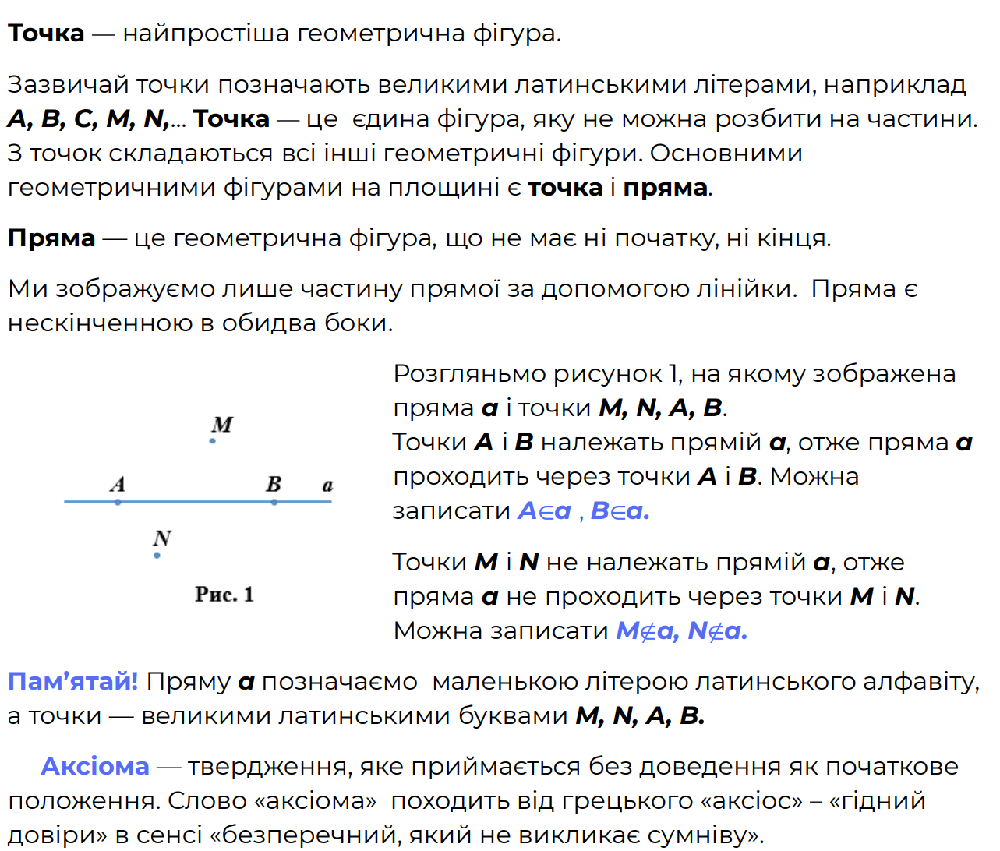 Точка — найпростіша геометрична фігура.
Зазвичай точки позначають великими латинськими літерами, наприклад
A, B, C, M, N,... Точка — це  єдина фігура, яку не можна розбити на частини.
З точок складаються всі інші геометричні фігури. Основними
геометричними фігурами на площині є точка і пряма.
Пряма — це геометрична фігура, що не має ні початку, ні кінця.
Ми зображуємо лише частину прямої за допомогою лінійки.  Пряма є
нескінченною в обидва боки.
M
A
B
a
N
Рис. 1
Розгляньмо рисунок 1, на якому зображена
пряма a і точки M, N, A, B.
Точки A і B належать прямій a, отже пряма a
проходить через точки A і B. Можна
записати A∈a , B∈a.
Точки M і N не належать прямій a, отже
пряма a не проходить через точки M і N.
Можна записати M∉a, N∉a.
Пам’ятай! Пряму a позначаємо  маленькою літерою латинського алфавіту,
а точки — великими латинськими буквами M, N, A, B.
Аксіома — твердження, яке приймається без доведення як початкове
положення. Слово «аксіома»  походить від грецького «аксіос» – «гідний
довіри» в сенсі «безперечний, який не викликає сумніву».